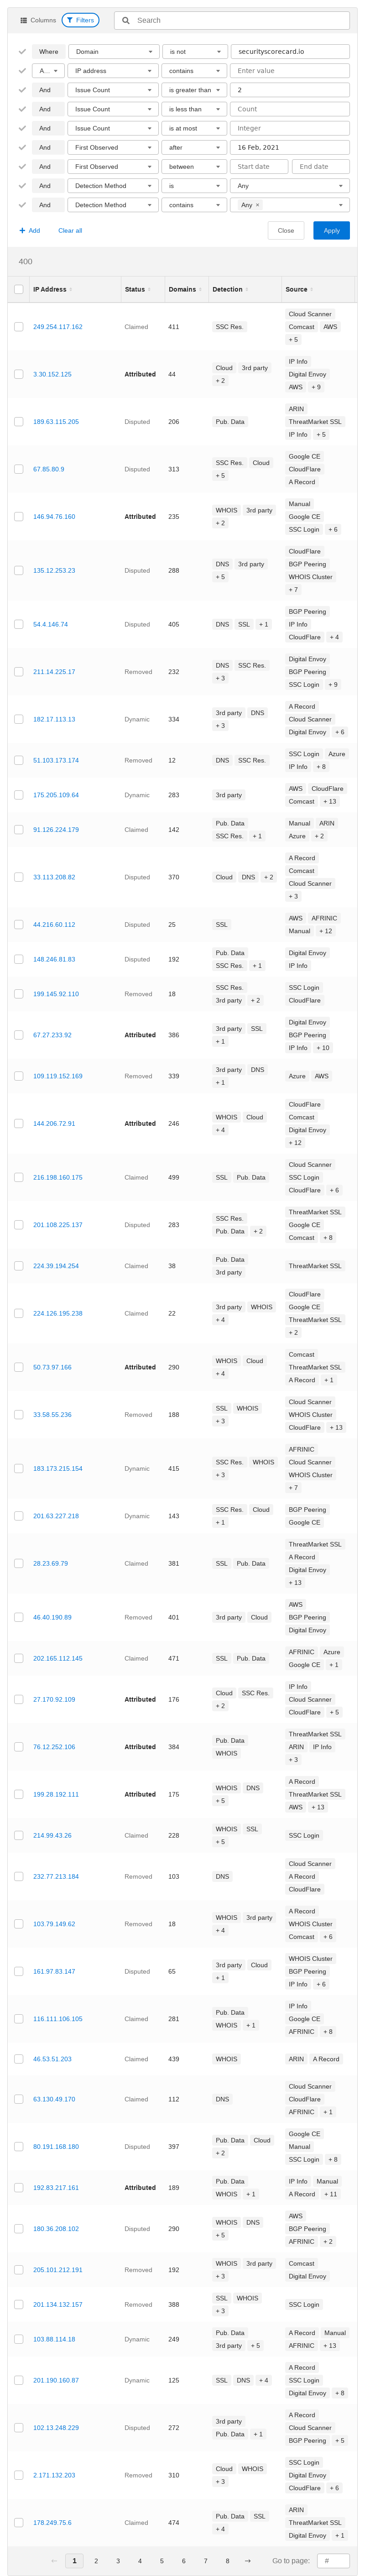 Columns Filters Search
Where Domain is not securityscorecard.io
A... IP address contains Enter value
And Issue Count is greater than 2
And Issue Count is less than Count
And Issue Count is at most Integer
And First Observed after 16 Feb, 2021
And First Observed between Start date End date
And Detection Method is Any
And Detection Method contains Any ×
+ Add Clear all Close Apply
400
IP Address ↑ Status ↑ Domains ↑ Detection ↑ Source ↑
249.254.117.162 Claimed 411 SSC Res. Cloud Scanner Comcast AWS + 5
3.30.152.125 Attributed 44 Cloud 3rd party + 2 IP Info Digital Envoy AWS + 9
189.63.115.205 Disputed 206 Pub. Data ARIN ThreatMarket SSL IP Info + 5
67.85.80.9 Disputed 313 SSC Res. Cloud + 5 Google CE CloudFlare A Record
146.94.76.160 Attributed 235 WHOIS 3rd party + 2 Manual Google CE SSC Login + 6
135.12.253.23 Disputed 288 DNS 3rd party + 5 CloudFlare BGP Peering WHOIS Cluster + 7
54.4.146.74 Disputed 405 DNS SSL + 1 BGP Peering IP Info CloudFlare + 4
211.14.225.17 Removed 232 DNS SSC Res. + 3 Digital Envoy BGP Peering SSC Login + 9
182.17.113.13 Dynamic 334 3rd party DNS + 3 A Record Cloud Scanner Digital Envoy + 6
51.103.173.174 Removed 12 DNS SSC Res. SSC Login Azure IP Info + 8
175.205.109.64 Dynamic 283 3rd party AWS CloudFlare Comcast + 13
91.126.224.179 Claimed 142 Pub. Data SSC Res. + 1 Manual ARIN Azure + 2
33.113.208.82 Disputed 370 Cloud DNS + 2 A Record Comcast Cloud Scanner + 3
44.216.60.112 Disputed 25 SSL AWS AFRINIC Manual + 12
148.246.81.83 Disputed 192 Pub. Data SSC Res. + 1 Digital Envoy IP Info
199.145.92.110 Removed 18 SSC Res. 3rd party + 2 SSC Login CloudFlare
67.27.233.92 Attributed 386 3rd party SSL + 1 Digital Envoy BGP Peering IP Info + 10
109.119.152.169 Removed 339 3rd party DNS + 1 Azure AWS
144.206.72.91 Attributed 246 WHOIS Cloud + 4 CloudFlare Comcast Digital Envoy + 12
216.198.160.175 Claimed 499 SSL Pub. Data Cloud Scanner SSC Login CloudFlare + 6
201.108.225.137 Disputed 283 SSC Res. Pub. Data + 2 ThreatMarket SSL Google CE Comcast + 8
224.39.194.254 Claimed 38 Pub. Data 3rd party ThreatMarket SSL
224.126.195.238 Claimed 22 3rd party WHOIS + 4 CloudFlare Google CE ThreatMarket SSL + 2
50.73.97.166 Attributed 290 WHOIS Cloud + 4 Comcast ThreatMarket SSL A Record + 1
33.58.55.236 Removed 188 SSL WHOIS + 3 Cloud Scanner WHOIS Cluster CloudFlare + 13
183.173.215.154 Dynamic 415 SSC Res. WHOIS + 3 AFRINIC Cloud Scanner WHOIS Cluster + 7
201.63.227.218 Dynamic 143 SSC Res. Cloud + 1 BGP Peering Google CE
28.23.69.79 Claimed 381 SSL Pub. Data ThreatMarket SSL A Record Digital Envoy + 13
46.40.190.89 Removed 401 3rd party Cloud AWS BGP Peering Digital Envoy
202.165.112.145 Claimed 471 SSL Pub. Data AFRINIC Azure Google CE + 1
27.170.92.109 Attributed 176 Cloud SSC Res. + 2 IP Info Cloud Scanner CloudFlare + 5
76.12.252.106 Attributed 384 Pub. Data WHOIS ThreatMarket SSL ARIN IP Info + 3
199.28.192.111 Attributed 175 WHOIS DNS + 5 A Record ThreatMarket SSL AWS + 13
214.99.43.26 Claimed 228 WHOIS SSL + 5 SSC Login
232.77.213.184 Removed 103 DNS Cloud Scanner A Record CloudFlare
103.79.149.62 Removed 18 WHOIS 3rd party + 4 A Record WHOIS Cluster Comcast + 6
161.97.83.147 Disputed 65 3rd party Cloud + 1 WHOIS Cluster BGP Peering IP Info + 6
116.111.106.105 Claimed 281 Pub. Data WHOIS + 1 IP Info Google CE AFRINIC + 8
46.53.51.203 Claimed 439 WHOIS ARIN A Record
63.130.49.170 Claimed 112 DNS Cloud Scanner CloudFlare AFRINIC + 1
80.191.168.180 Disputed 397 Pub. Data Cloud + 2 Google CE Manual SSC Login + 8
192.83.217.161 Attributed 189 Pub. Data WHOIS + 1 IP Info Manual A Record + 11
180.36.208.102 Disputed 290 WHOIS DNS + 5 AWS BGP Peering AFRINIC + 2
205.101.212.191 Removed 192 WHOIS 3rd party + 3 Comcast Digital Envoy
201.134.132.157 Removed 388 SSL WHOIS + 3 SSC Login
103.88.114.18 Dynamic 249 Pub. Data 3rd party + 5 A Record Manual AFRINIC + 13
201.190.160.87 Dynamic 125 SSL DNS + 4 A Record SSC Login Digital Envoy + 8
102.13.248.229 Disputed 272 3rd party Pub. Data + 1 A Record Cloud Scanner BGP Peering + 5
2.171.132.203 Removed 310 Cloud WHOIS + 3 SSC Login Digital Envoy CloudFlare + 6
178.249.75.6 Claimed 474 Pub. Data SSL + 4 ARIN ThreatMarket SSL Digital Envoy + 1
← 1 2 3 4 5 6 7 8 → Go to page: #